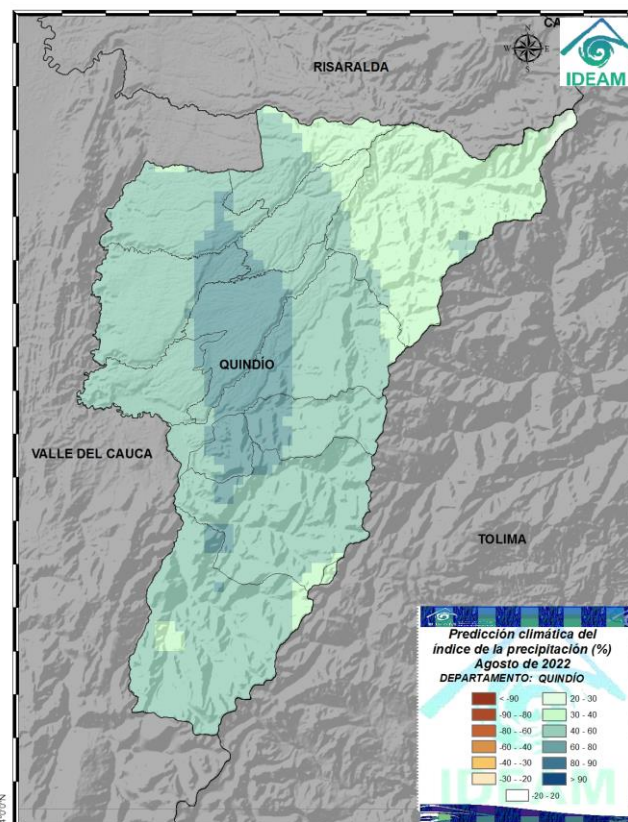 CA
IDEAM
N
W E
S
RISARALDA
QUINDÍO
VALLE DEL CAUCA
TOLIMA
Predicción climática del
índice de la precipitación (%)
Agosto de 2022
DEPARTAMENTO: QUINDÍO
< -90 20 - 30
-90 - -80 30 - 40
-80 - -60 40 - 60
-60 - -40 60 - 80
-40 - -30 80 - 90
-30 - -20 > 90
-20 - 20
IDEAM